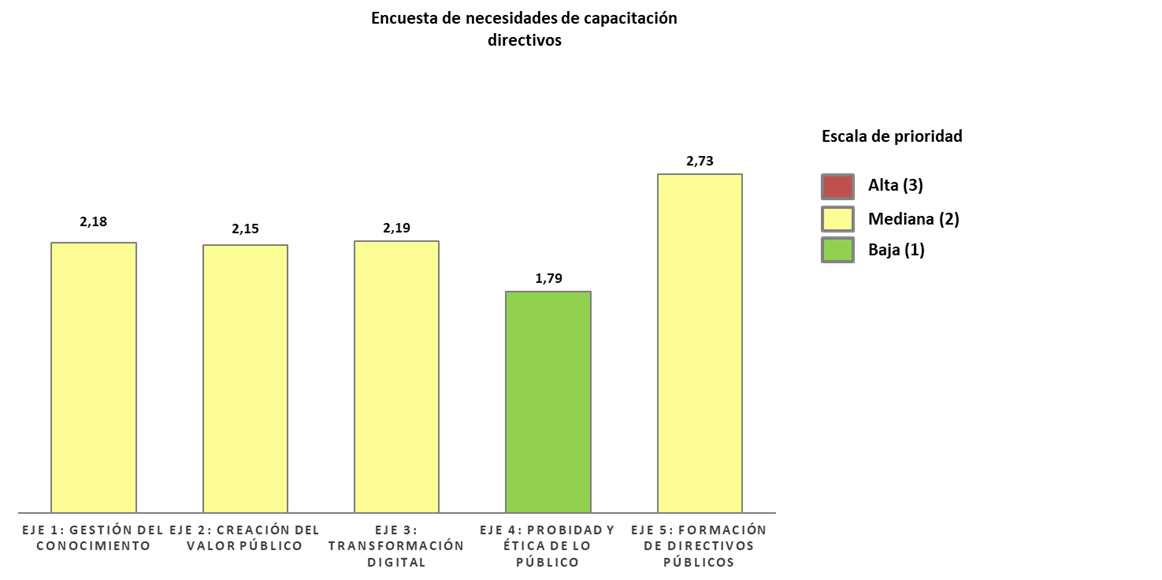 Encuesta de necesidades de capacitación
directivos
Escala de prioridad
Alta (3)
Mediana (2)
Baja (1)
2,18
2,15
2,19
1,79
2,73
EJE 1: GESTIÓN DEL
CONOCIMIENTO
EJE 2: CREACIÓN DEL
VALOR PÚBLICO
EJE 3:
TRANSFORMACIÓN
DIGITAL
EJE 4: PROBIDAD Y
ÉTICA DE LO
PÚBLICO
EJE 5: FORMACIÓN
DE DIRECTIVOS
PÚBLICOS